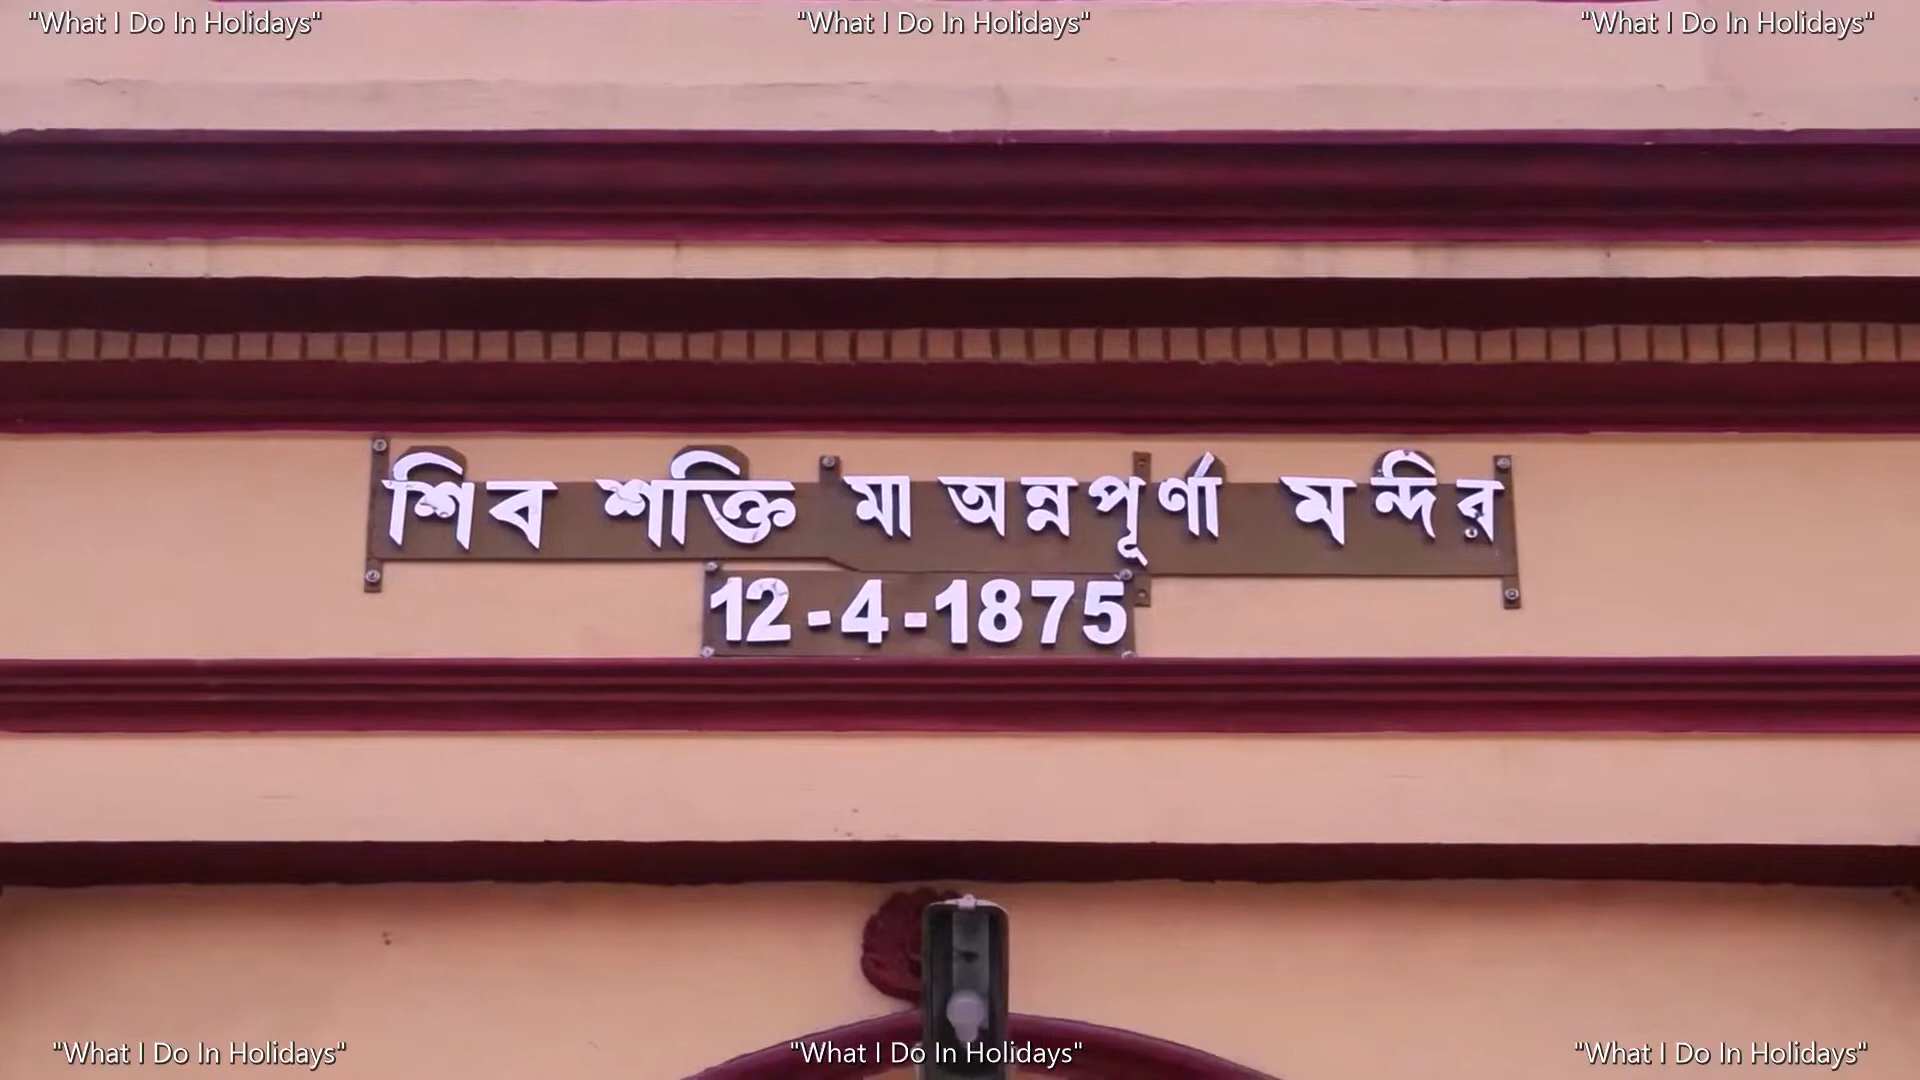 "What I Do In Holidays" "What I Do In Holidays" "What I Do In Holidays"
শিব শক্তি মা অন্নপূর্ণা মন্দির
12-4-1875
"What I Do In Holidays" "What I Do In Holidays" "What I Do In Holidays"